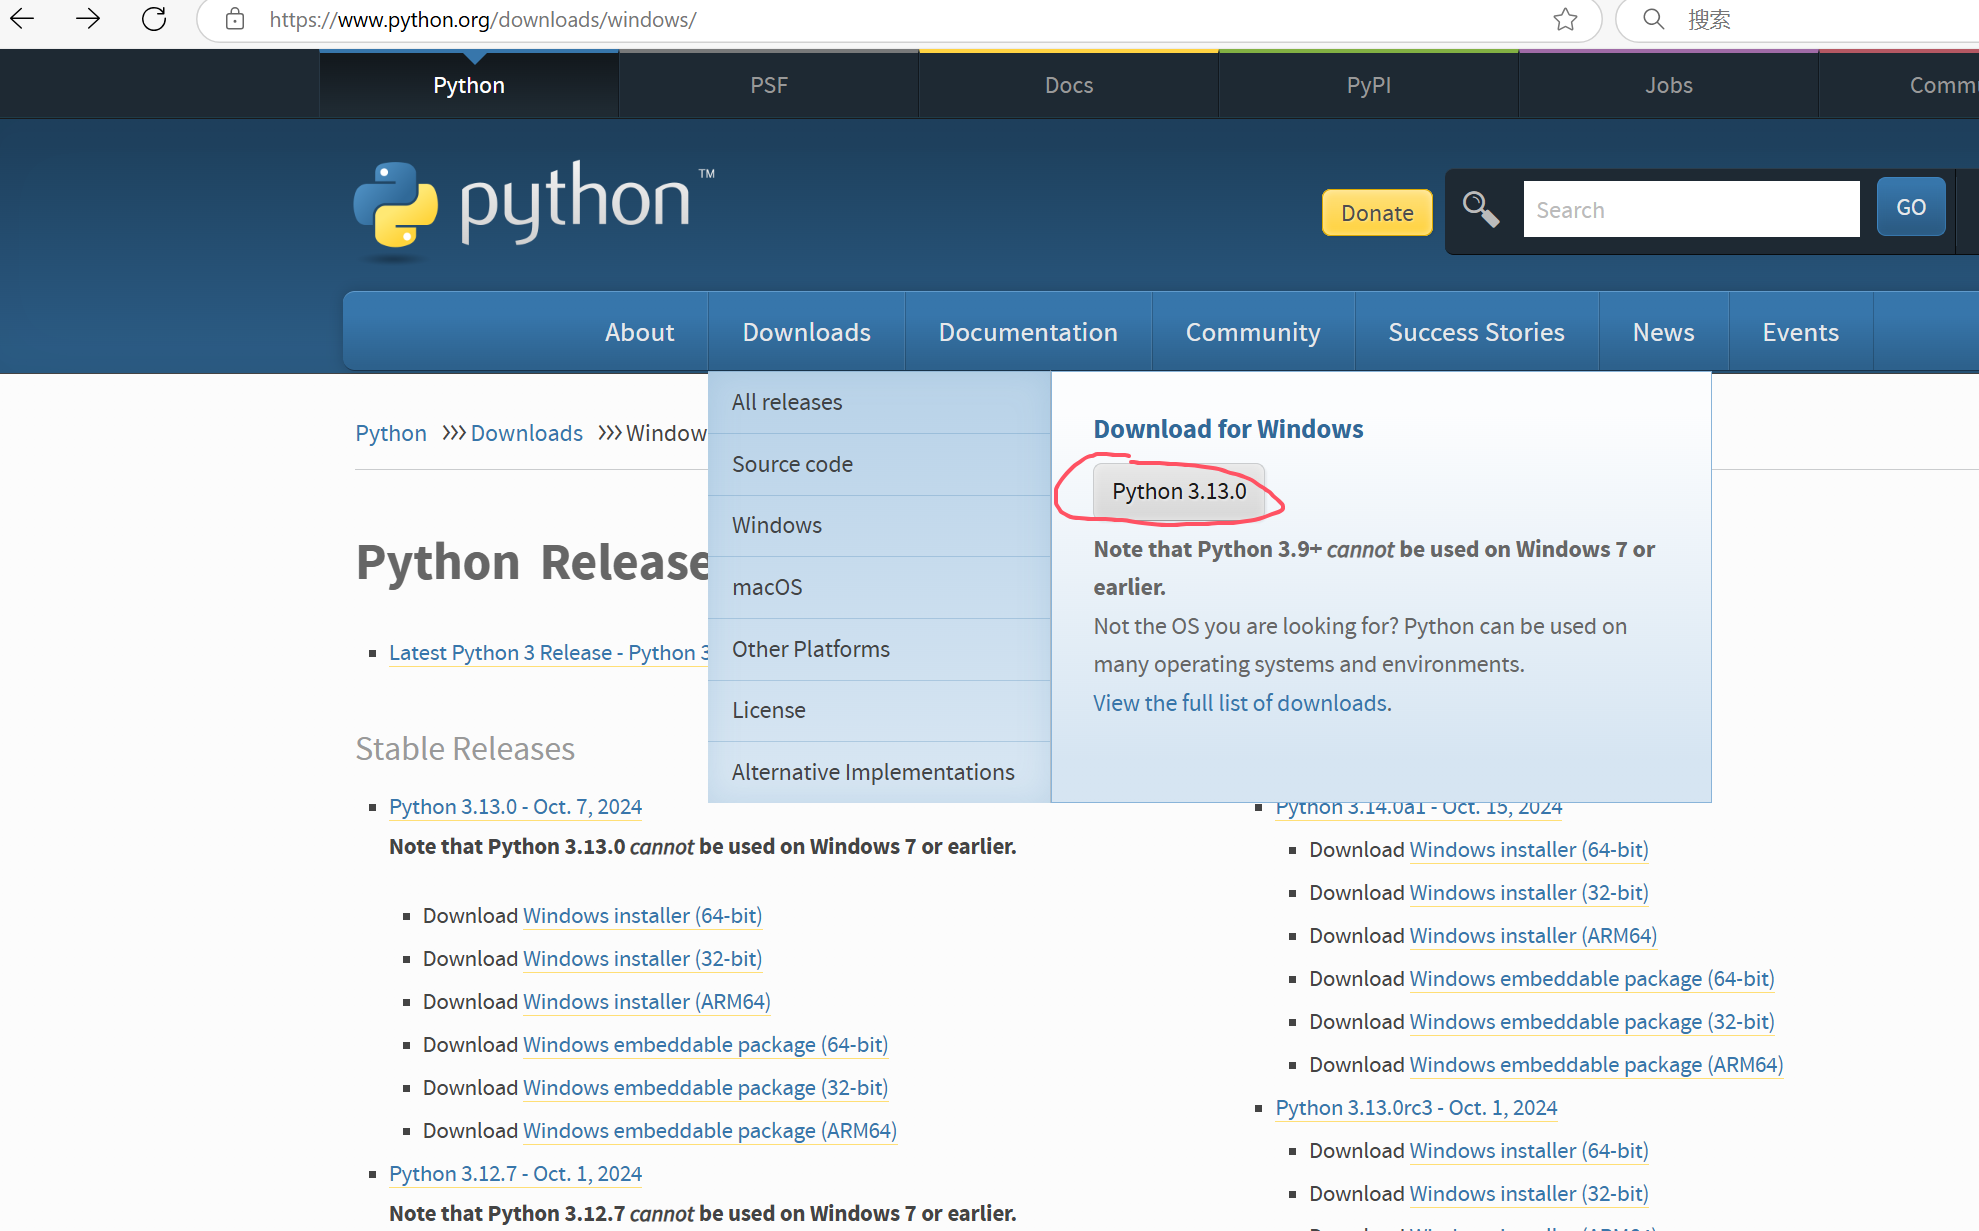 https://www.python.org/downloads/windows/
搜索
Python
PSF
Docs
PyPI
Jobs
Comm
python™
Donate
Search
GO
About
Downloads
Documentation
Community
Success Stories
News
Events
Python >>> Downloads >>> Window
All releases
Source code
Windows
macOS
Other Platforms
License
Alternative Implementations
Download for Windows
Python 3.13.0
Note that Python 3.9+ cannot be used on Windows 7 or
earlier.
Not the OS you are looking for? Python can be used on
many operating systems and environments.
View the full list of downloads.
Python Release
Latest Python 3 Release - Python 3
Stable Releases
Python 3.13.0 - Oct. 7, 2024
Note that Python 3.13.0 cannot be used on Windows 7 or earlier.
Download Windows installer (64-bit)
Download Windows installer (32-bit)
Download Windows installer (ARM64)
Download Windows embeddable package (64-bit)
Download Windows embeddable package (32-bit)
Download Windows embeddable package (ARM64)
Python 3.12.7 - Oct. 1, 2024
Note that Python 3.12.7 cannot be used on Windows 7 or earlier.
Python 3.14.0a1 - Oct. 15, 2024
Download Windows installer (64-bit)
Download Windows installer (32-bit)
Download Windows installer (ARM64)
Download Windows embeddable package (64-bit)
Download Windows embeddable package (32-bit)
Download Windows embeddable package (ARM64)
Python 3.13.0rc3 - Oct. 1, 2024
Download Windows installer (64-bit)
Download Windows installer (32-bit)